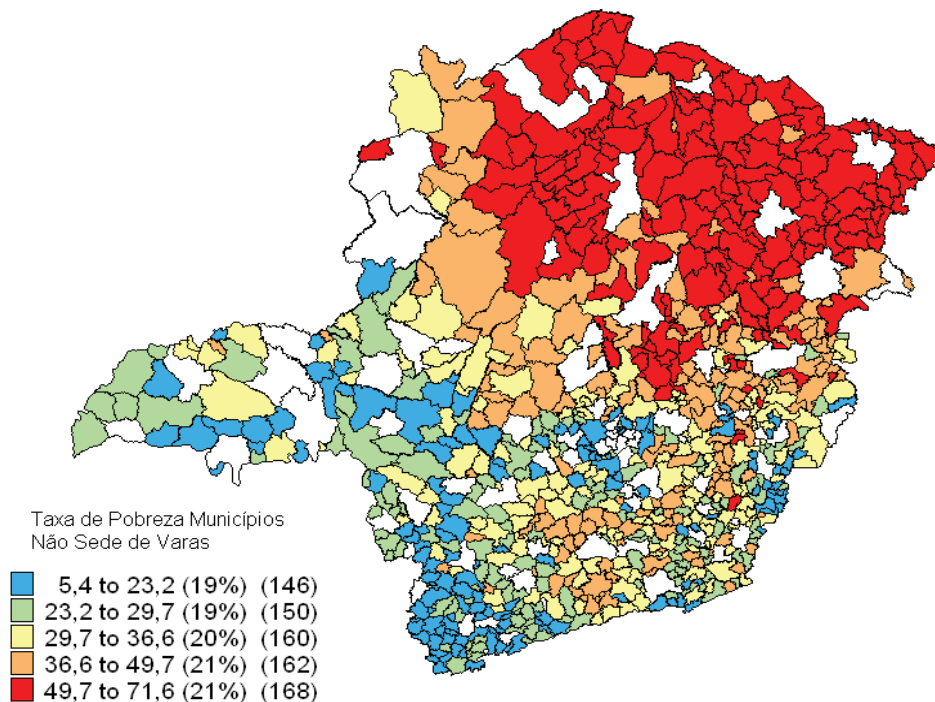 Taxa de Pobreza Municípios
Não Sede de Varas
5,4 to 23,2 (19%) (146)
23,2 to 29,7 (19%) (150)
29,7 to 36,6 (20%) (160)
36,6 to 49,7 (21%) (162)
49,7 to 71,6 (21%) (168)